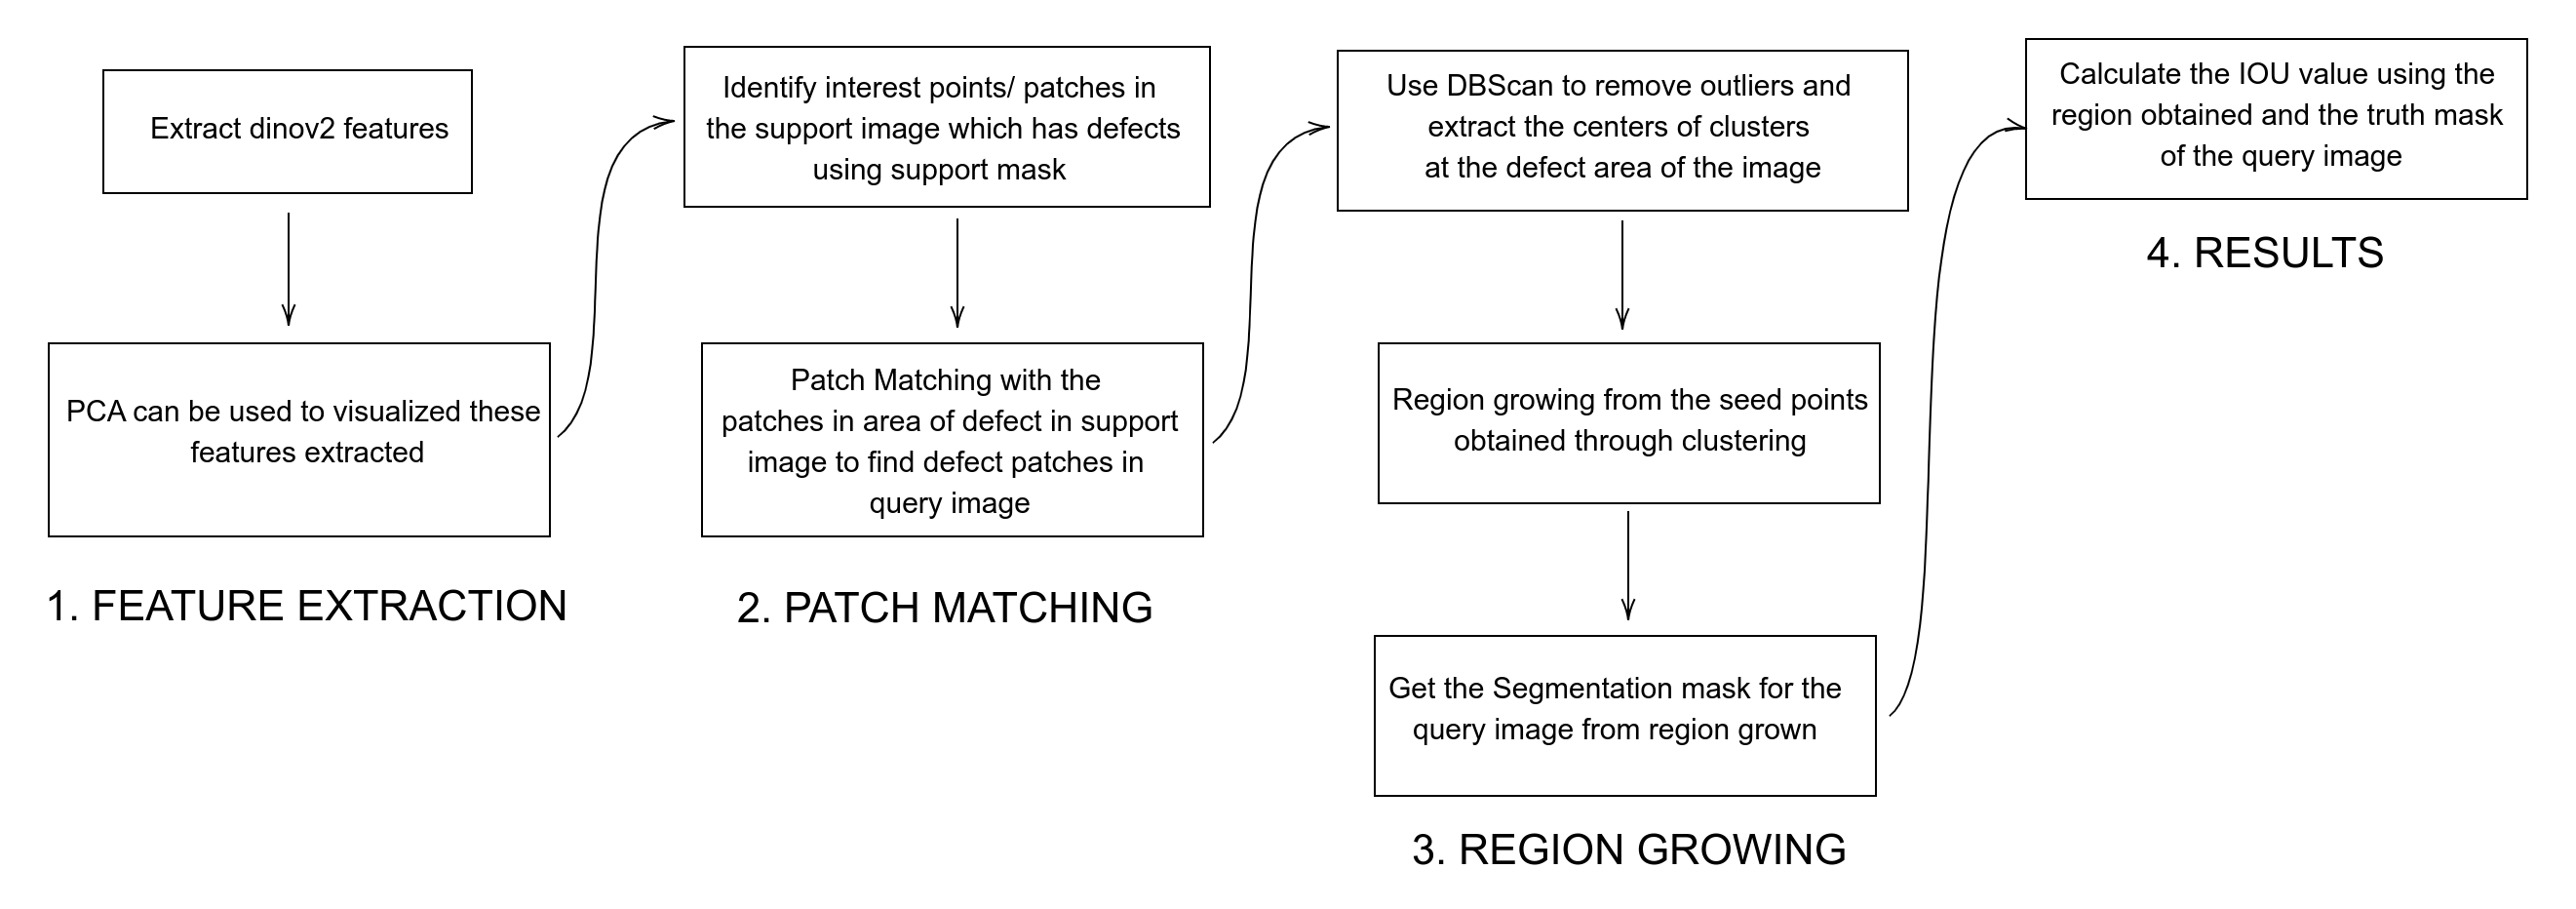 Extract dinov2 features
PCA can be used to visualized these
features extracted
1. FEATURE EXTRACTION
Identify interest points/ patches in
the support image which has defects
using support mask
Patch Matching with the
patches in area of defect in support
image to find defect patches in
query image
2. PATCH MATCHING
Use DBScan to remove outliers and
extract the centers of clusters
at the defect area of the image
Region growing from the seed points
obtained through clustering
Get the Segmentation mask for the
query image from region grown
3. REGION GROWING
Calculate the IOU value using the
region obtained and the truth mask
of the query image
4. RESULTS